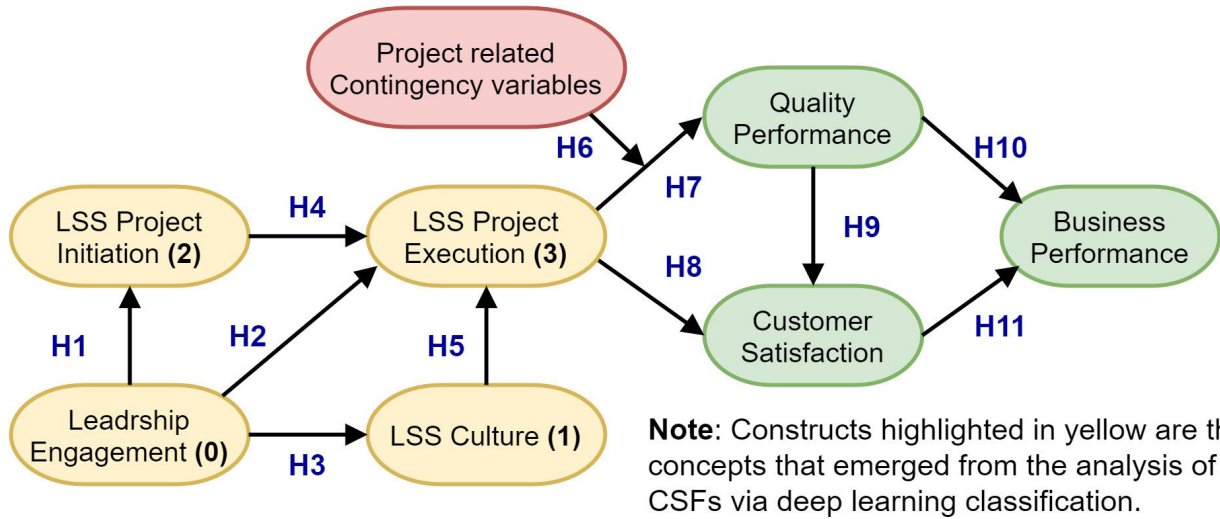 Project related
Contingency variables
Quality
Performance
H6
H10
H7
LSS Project
Initiation (2)
H4
LSS Project
Execution (3)
H9
Business
Performance
H8
H1
H2
H5
Customer
Satisfaction
H11
Leadrship
Engagement (0)
H3
LSS Culture (1)
Note: Constructs highlighted in yellow are
concepts that emerged from the analysis of
CSFs via deep learning classification.